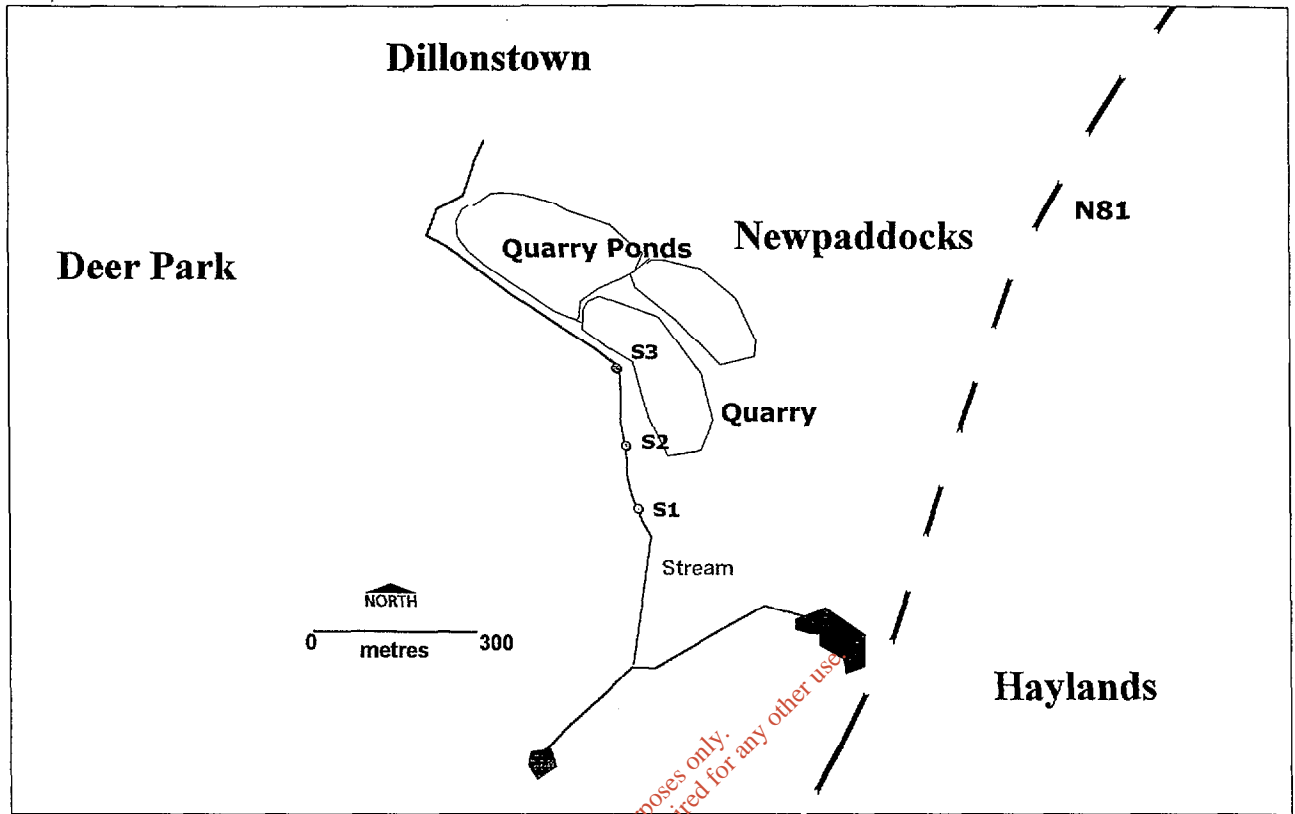 Dillonstown
N81
Newpaddocks
Quarry Ponds
Deer Park
S3
Quarry
S2
S1
Stream
NORTH
0 300
metres
Haylands
poses only.
ired for any other use.